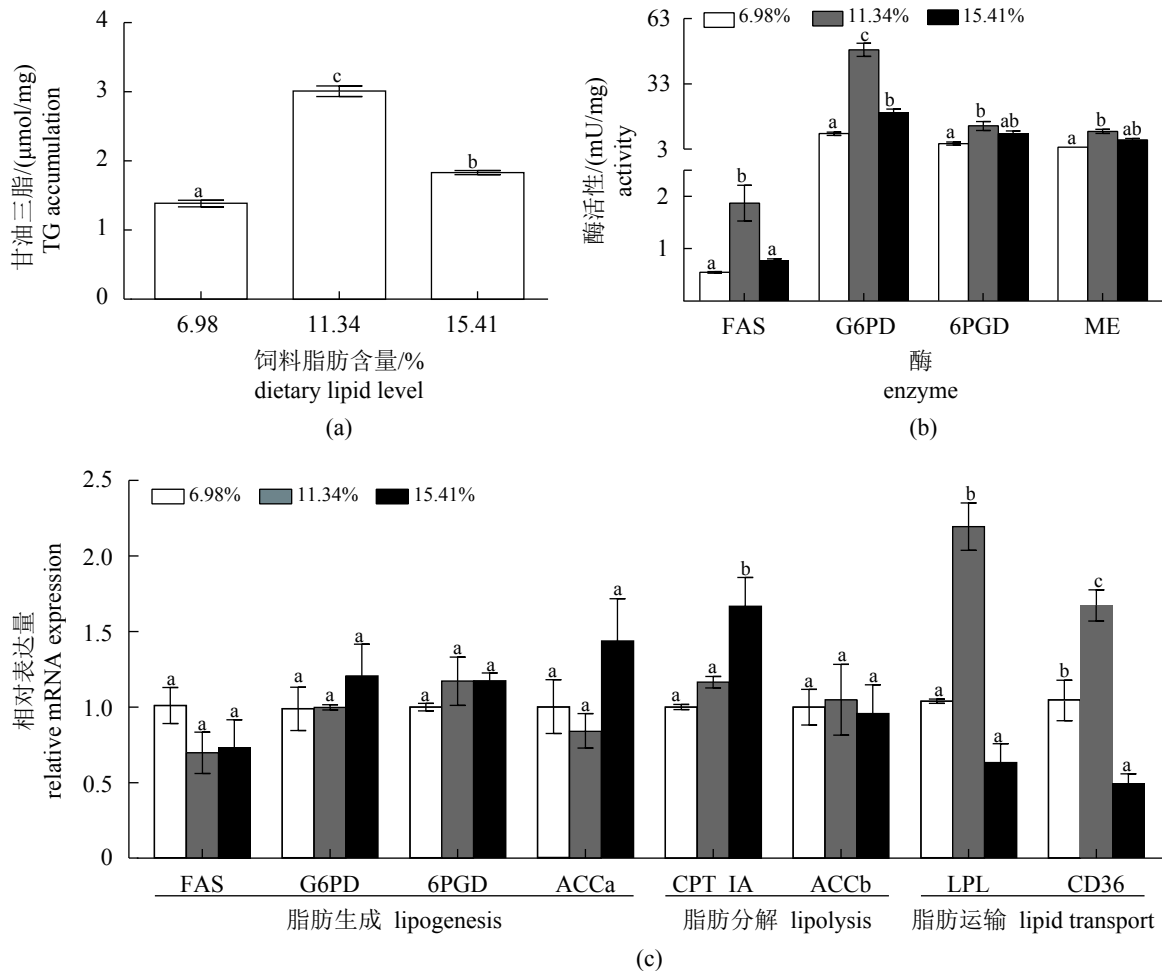 4
3
2
1
0
甘油三脂/(μmol/mg)
TG accumulation
a
c
b
6.98 11.34 15.41
饲料脂肪含量/%
dietary lipid level
(a)
6.98% 11.34% 15.41%
63
33
3
2
1
酶活性/(mU/mg)
activity
a b a
a c b
a b ab
a b ab
FAS G6PD 6PGD ME
酶
enzyme
(b)
6.98% 11.34% 15.41%
2.5
2.0
1.5
1.0
0.5
0
相对表达量
relative mRNA expression
a a a
a a a
a a a
a a a
a a b
a a a
a b a
b c a
FAS G6PD 6PGD ACCa CPT IA ACCb LPL CD36
脂肪生成 lipogenesis 脂肪分解 lipolysis 脂肪运输 lipid transport
(c)